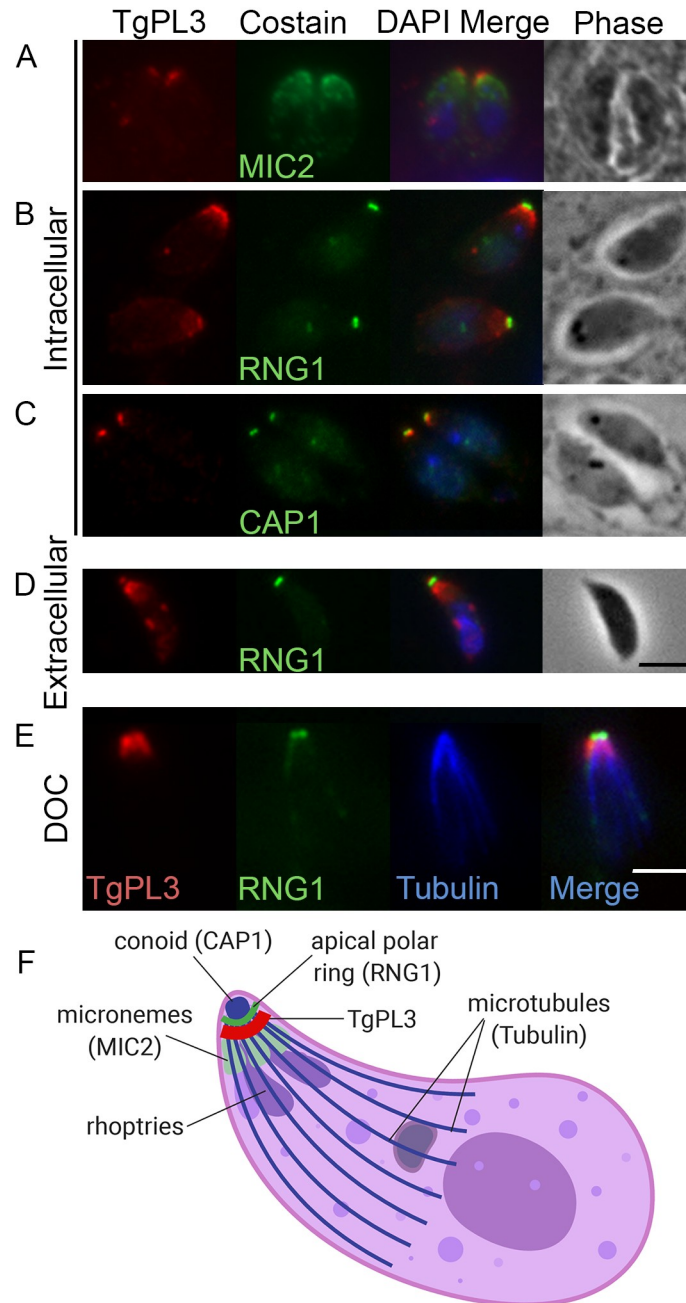 TgPL3 Costain DAPI Merge Phase
A
MIC2
Intracellular
B
RNG1
C
CAP1
Extracellular
D
RNG1
E
DOC
TgPL3 RNG1 Tubulin Merge
F
conoid (CAP1)
apical polar
ring (RNG1)
TgPL3
micronemes
(MIC2)
microtubules
(Tubulin)
rhoptries